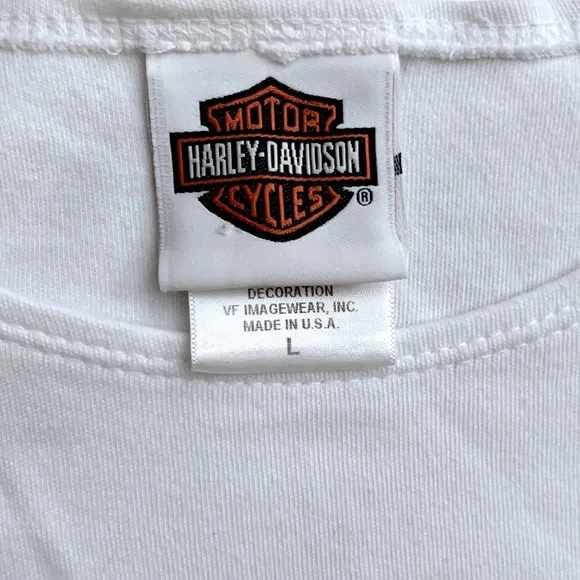 MOTOR
HARLEY-DAVIDSON
CYCLES
®
DECORATION
VF IMAGEWEAR, INC.
MADE IN U.S.A.
L